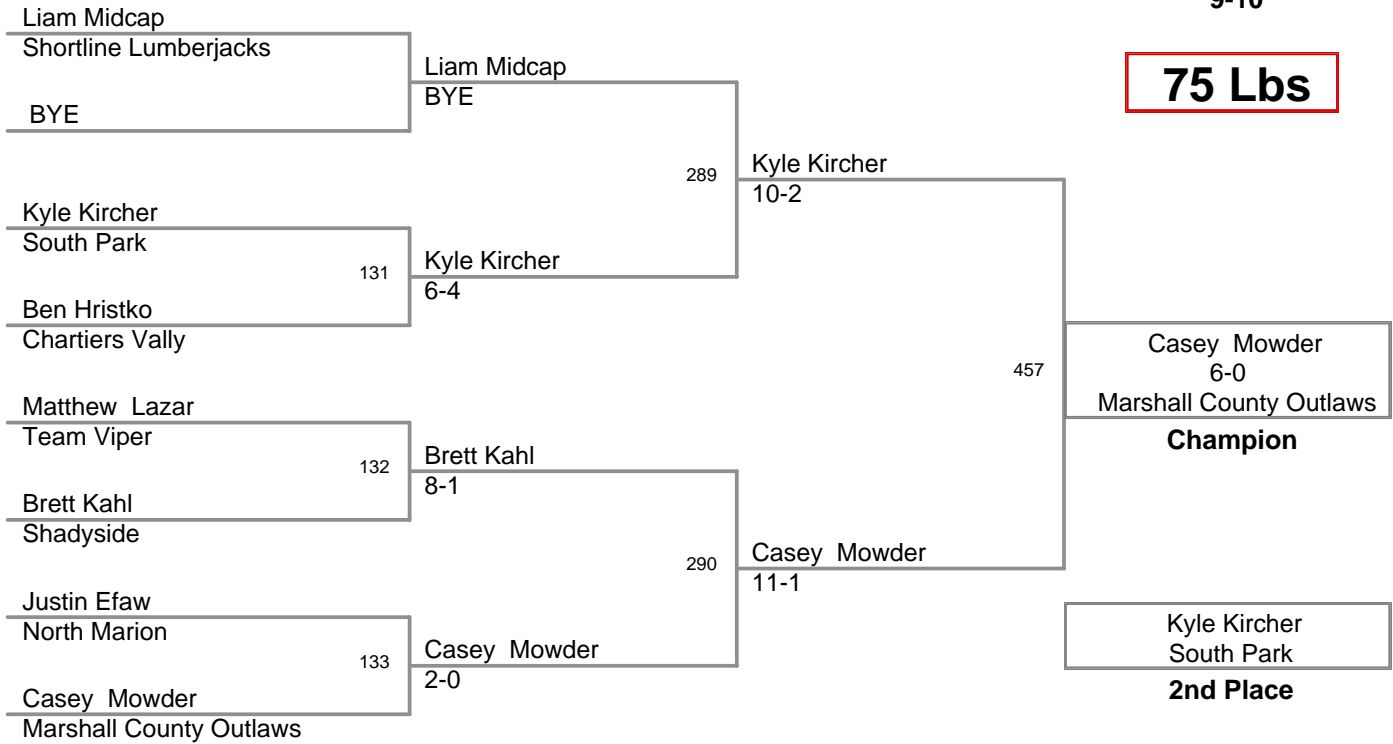 9-10
75 Lbs
Liam Midcap
Shortline Lumberjacks
BYE
Kyle Kircher
South Park
131
Ben Hristko
Chartiers Vally
Matthew Lazar
Team Viper
132
Brett Kahl
Shadyside
Justin Efaw
North Marion
133
Casey Mowder
Marshall County Outlaws
Liam Midcap
BYE
289
Kyle Kircher
6-4
Brett Kahl
8-1
290
Casey Mowder
2-0
Kyle Kircher
10-2
457
Casey Mowder
11-1
Casey Mowder
6-0
Marshall County Outlaws
Champion
Kyle Kircher
South Park
2nd Place